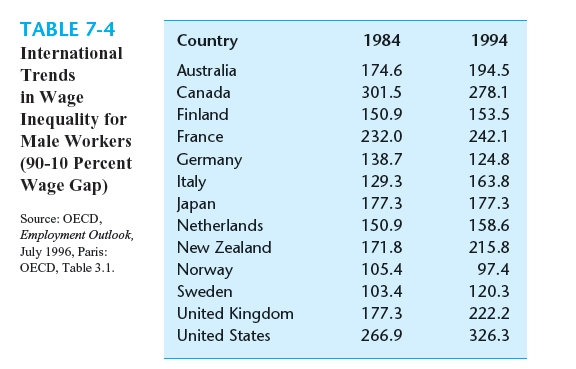 TABLE 7-4
International
Trends
in Wage
Inequality for
Male Workers
(90-10 Percent
Wage Gap)
Source: OECD,
Employment Outlook,
July 1996, Paris:
OECD, Table 3.1.
Country 1984 1994
Australia 174.6 194.5
Canada 301.5 278.1
Finland 150.9 153.5
France 232.0 242.1
Germany 138.7 124.8
Italy 129.3 163.8
Japan 177.3 177.3
Netherlands 150.9 158.6
New Zealand 171.8 215.8
Norway 105.4 97.4
Sweden 103.4 120.3
United Kingdom 177.3 222.2
United States 266.9 326.3